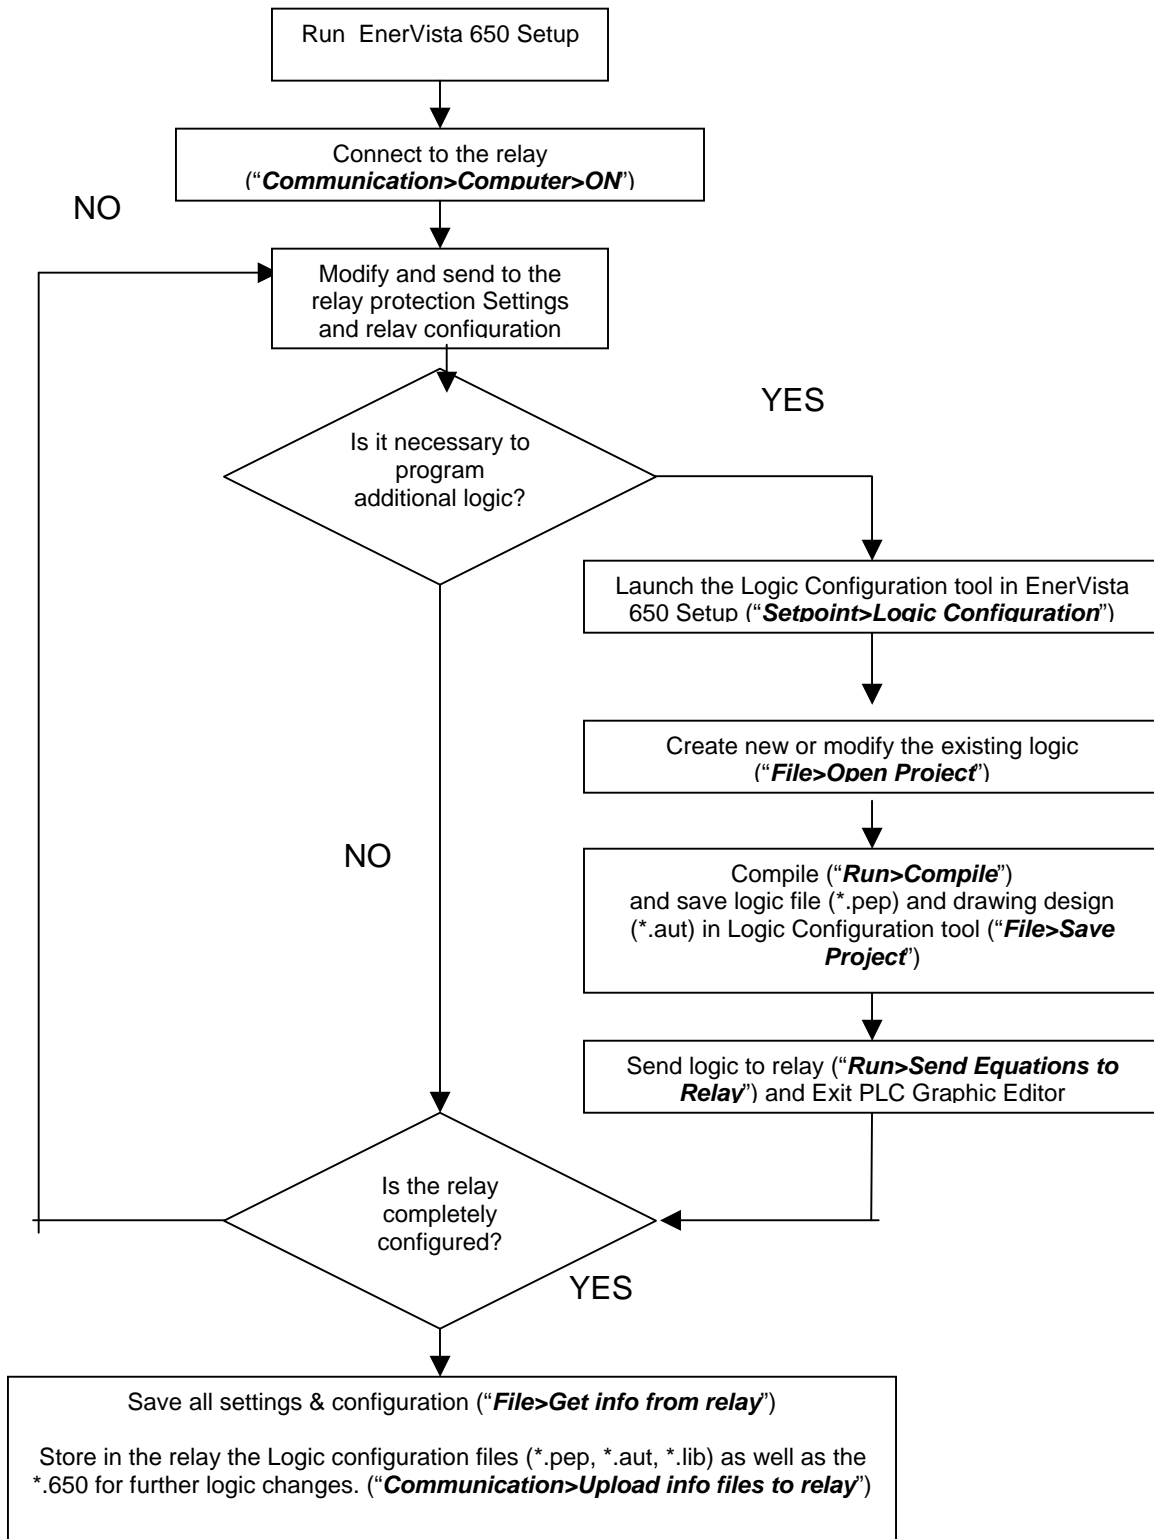 Run EnerVista 650 Setup
Connect to the relay
(“Communication>Computer>ON”)
NO
Modify and send to the
relay protection Settings
and relay configuration
YES
Is it necessary to
program
additional logic?
Launch the Logic Configuration tool in EnerVista
650 Setup (“Setpoint>Logic Configuration”)
Create new or modify the existing logic
(“File>Open Project”)
NO
Compile (“Run>Compile”)
and save logic file (*.pep) and drawing design
(*.aut) in Logic Configuration tool (“File>Save
Project”)
Send logic to relay (“Run>Send Equations to
Relay”) and Exit PLC Graphic Editor
Is the relay
completely
configured?
YES
Save all settings & configuration (“File>Get info from relay”)
Store in the relay the Logic configuration files (*.pep, *.aut, *.lib) as well as the
*.650 for further logic changes. (“Communication>Upload info files to relay”)